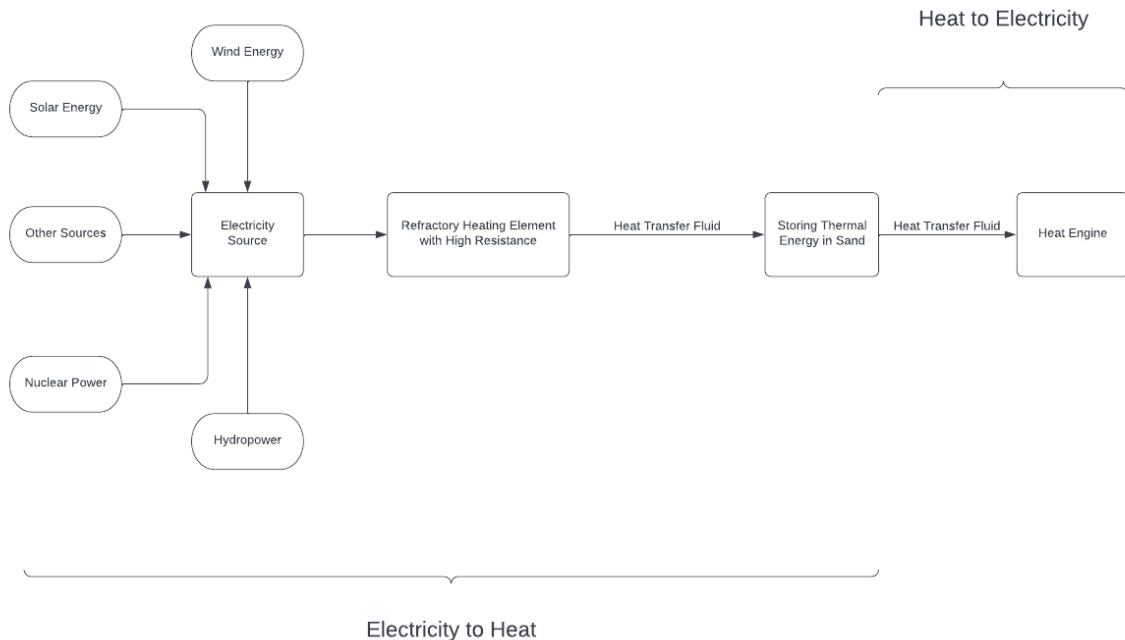 Heat to Electricity
Wind Energy
Solar Energy
Other Sources
Electricity
Source
Refractory Heating Element
with High Resistance
Heat Transfer Fluid
Storing Thermal
Energy in Sand
Heat Transfer Fluid
Heat Engine
Nuclear Power
Hydropower
Electricity to Heat